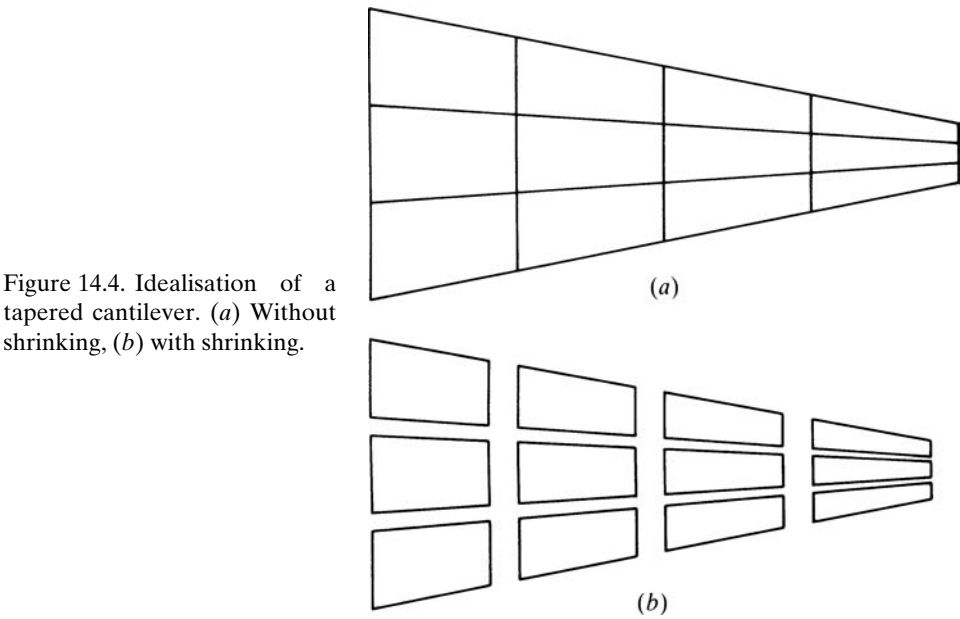 (a)
Figure 14.4. Idealisation of a
tapered cantilever. (a) Without
shrinking, (b) with shrinking.
(b)